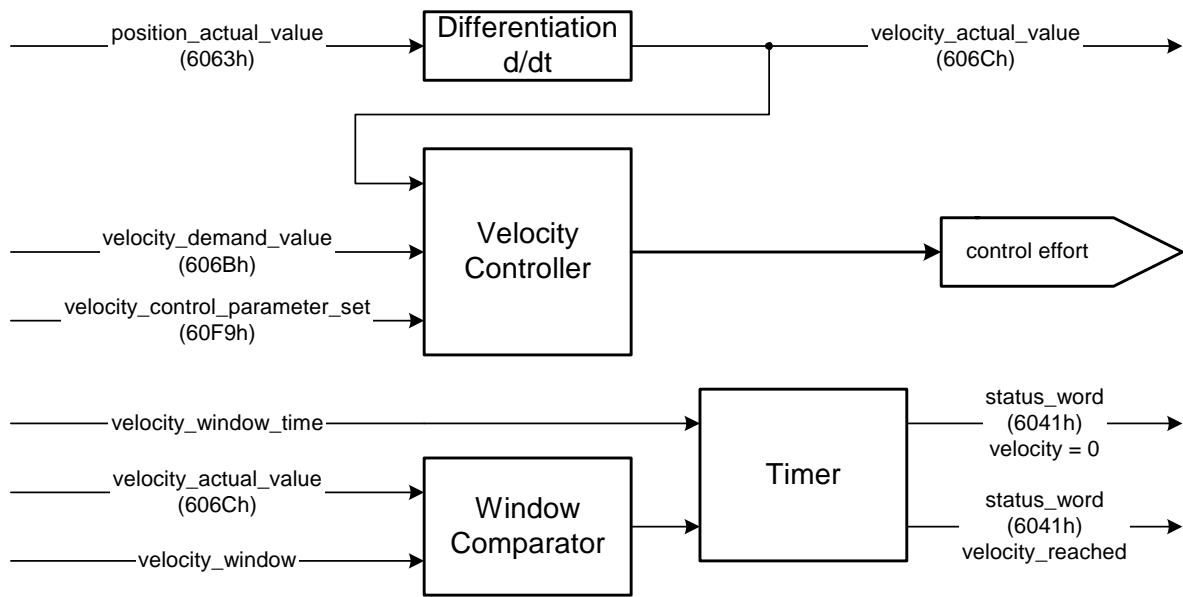 position_actual_value
(6063h)
Differentiation
d/dt
velocity_actual_value
(606Ch)
velocity_demand_value
(606Bh)
velocity_control_parameter_set
(60F9h)
Velocity
Controller
control effort
velocity_window_time
velocity_actual_value
(606Ch)
velocity_window
Window
Comparator
Timer
status_word
(6041h)
velocity = 0
status_word
(6041h)
velocity_reached